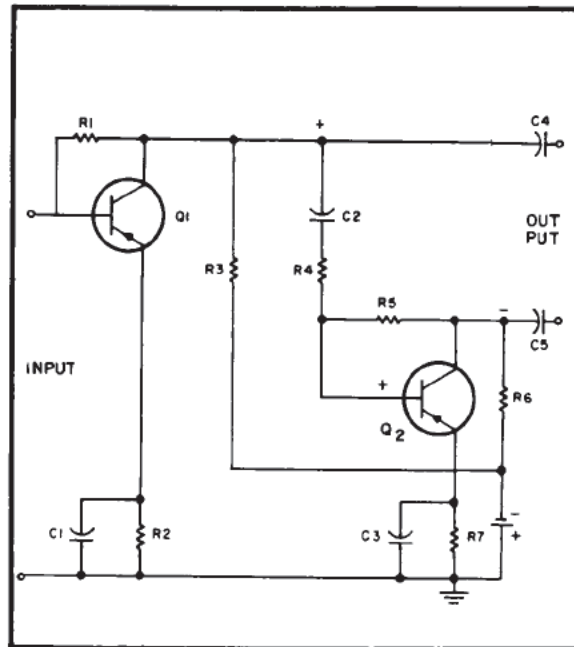 R1
+
C4
Q1
C2
OUT
PUT
R3
R4
R5
-
C5
INPUT
+
Q2
R6
C1
R2
C3
R7
-
+